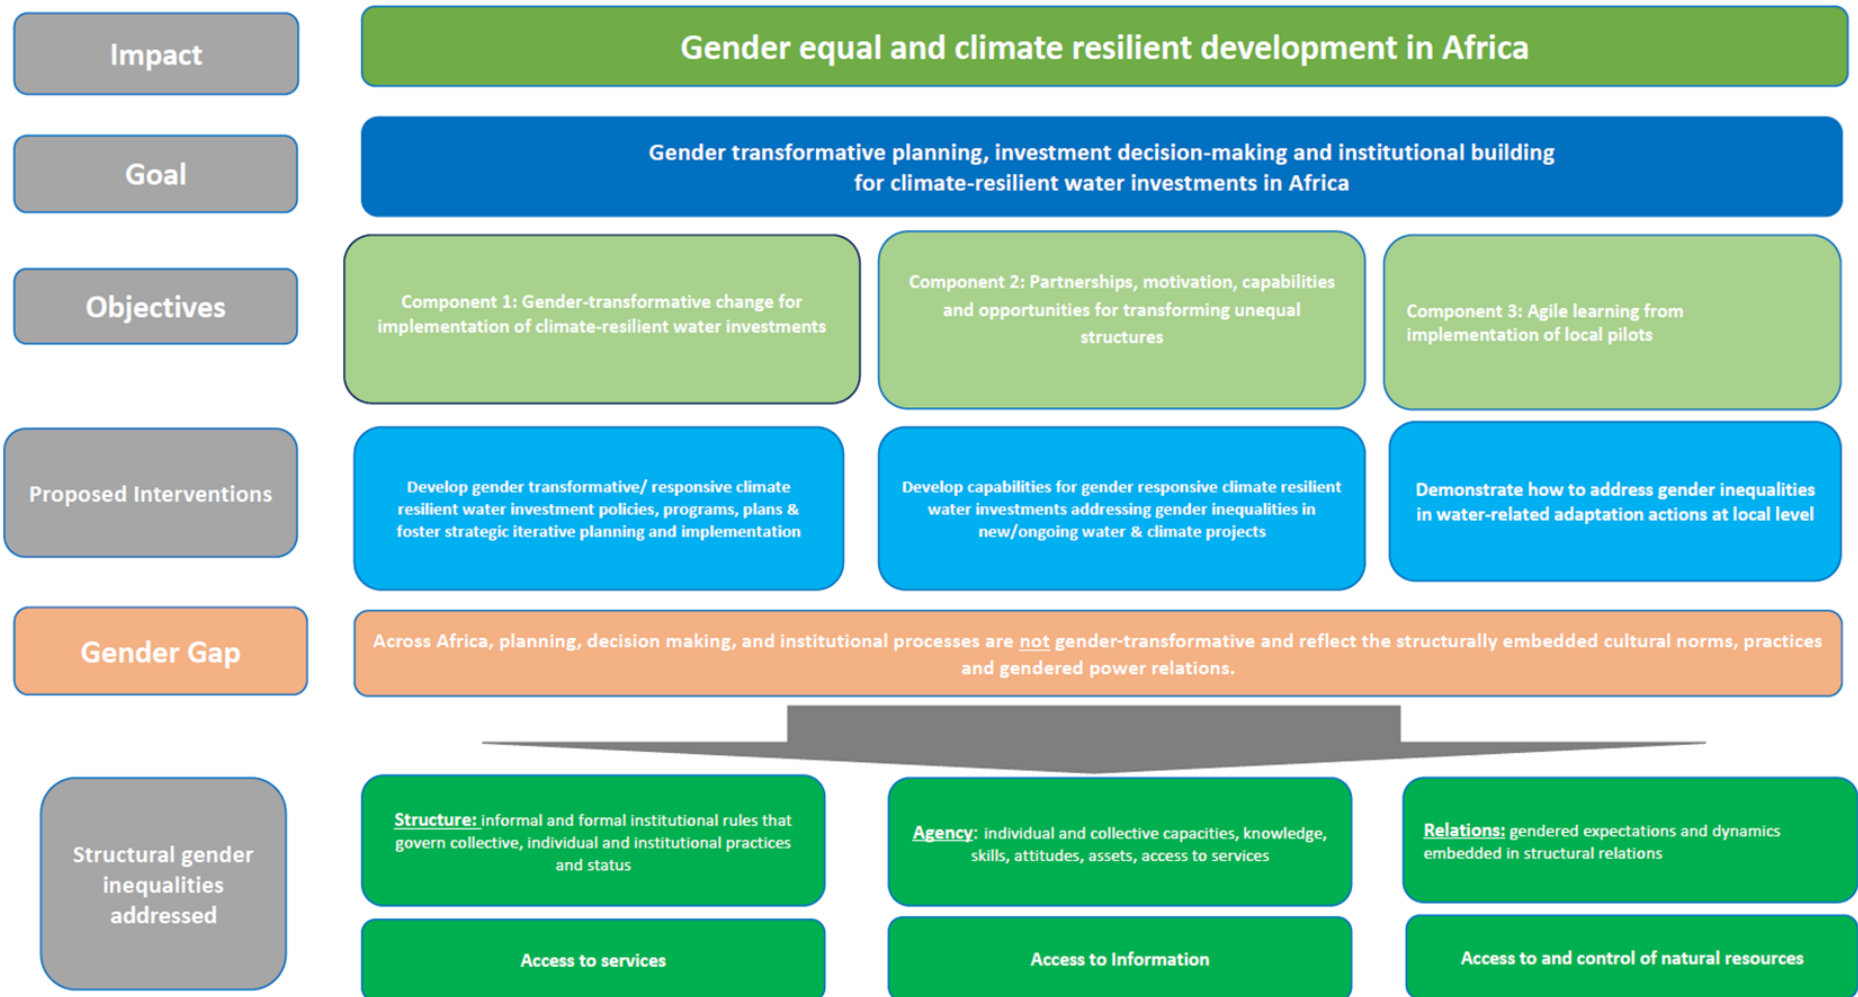 Impact
Gender equal and climate resilient development in Africa
Goal
Gender transformative planning, investment decision-making and institutional building
for climate-resilient water investments in Africa
Objectives
Component 1: Gender-transformative change for
implementation of climate-resilient water investments
Component 2: Partnerships, motivation, capabilities
and opportunities for transforming unequal
structures
Component 3: Agile learning from
implementation of local pilots
Proposed Interventions
Develop gender transformative/ responsive climate
resilient water investment policies, programs, plans &
foster strategic iterative planning and implementation
Develop capabilities for gender responsive climate resilient
water investments addressing gender inequalities in
new/ongoing water & climate projects
Demonstrate how to address gender inequalities
in water-related adaptation actions at local level
Gender Gap
Across Africa, planning, decision making, and institutional processes are not gender-transformative and reflect the structurally embedded cultural norms, practices
and gendered power relations.
Structural gender
inequalities
addressed
Structure: informal and formal institutional rules that
govern collective, individual and institutional practices
and status
Agency: individual and collective capacities, knowledge,
skills, attitudes, assets, access to services
Relations: gendered expectations and dynamics
embedded in structural relations
Access to services
Access to Information
Access to and control of natural resources